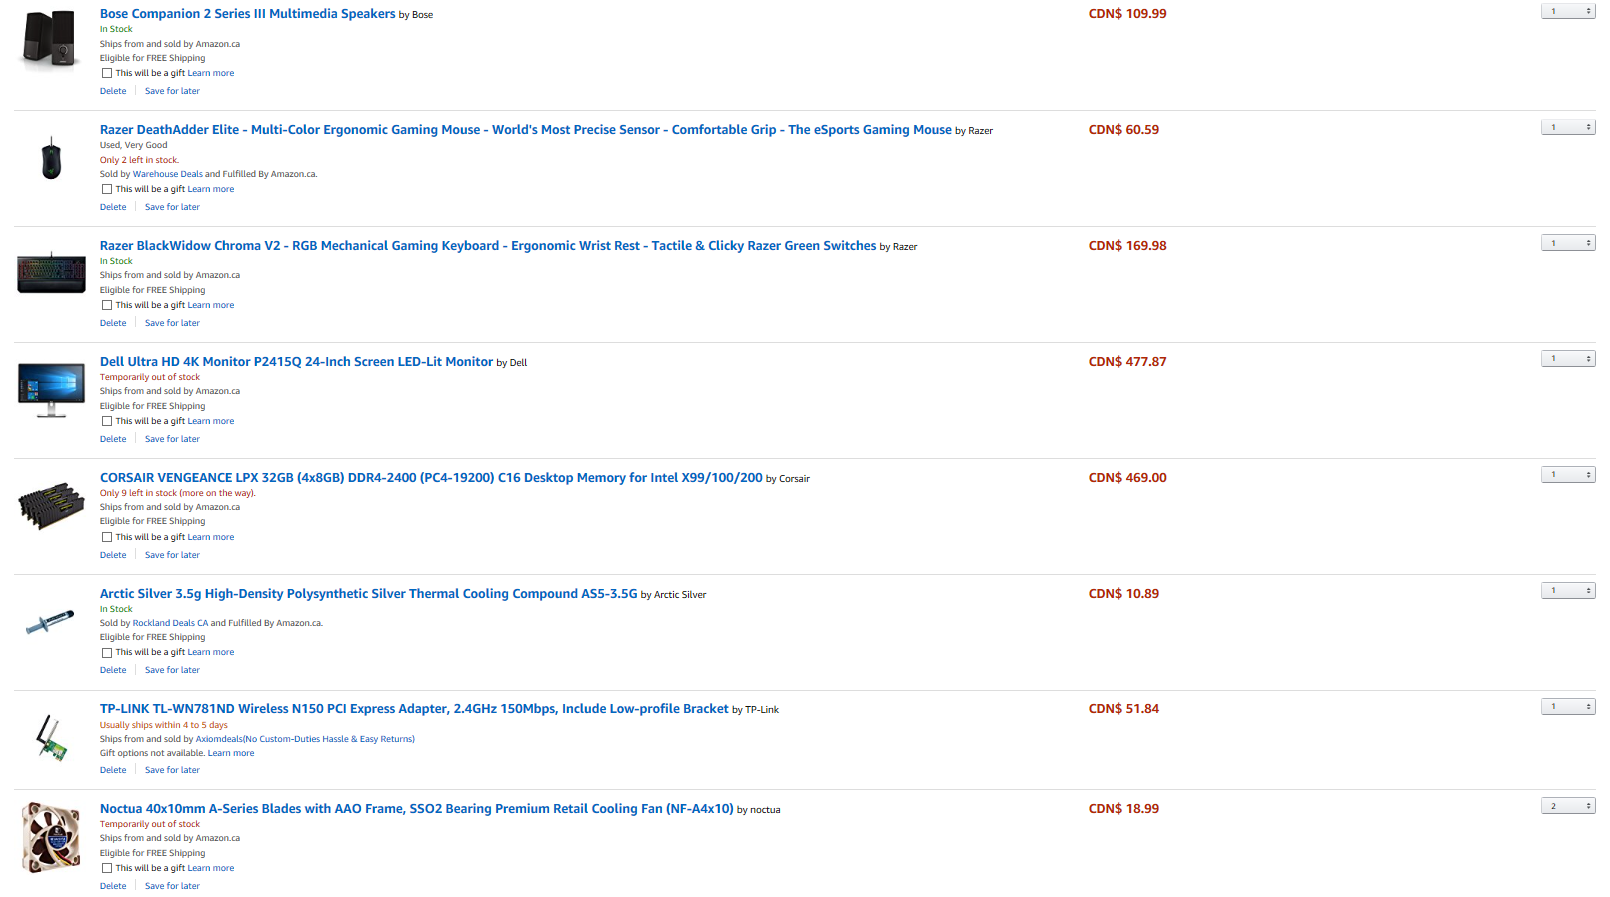 Bose Companion 2 Series III Multimedia Speakers by Bose CDN$ 109.99 1
In Stock
Ships from and sold by Amazon.ca
Eligible for FREE Shipping
This will be a gift Learn more
Delete Save for later
Razer DeathAdder Elite - Multi-Color Ergonomic Gaming Mouse - World's Most Precise Sensor - Comfortable Grip - The eSports Gaming Mouse by Razer CDN$ 60.59 1
Used, Very Good
Only 2 left in stock.
Sold by Warehouse Deals and Fulfilled By Amazon.ca.
This will be a gift Learn more
Delete Save for later
Razer BlackWidow Chroma V2 - RGB Mechanical Gaming Keyboard - Ergonomic Wrist Rest - Tactile & Clicky Razer Green Switches by Razer CDN$ 169.98 1
In Stock
Ships from and sold by Amazon.ca
Eligible for FREE Shipping
This will be a gift Learn more
Delete Save for later
Dell Ultra HD 4K Monitor P2415Q 24-Inch Screen LED-Lit Monitor by Dell CDN$ 477.87 1
Temporarily out of stock
Ships from and sold by Amazon.ca
Eligible for FREE Shipping
This will be a gift Learn more
Delete Save for later
CORSAIR VENGEANCE LPX 32GB (4x8GB) DDR4-2400 (PC4-19200) C16 Desktop Memory for Intel X99/100/200 by Corsair CDN$ 469.00 1
Only 9 left in stock (more on the way).
Ships from and sold by Amazon.ca
Eligible for FREE Shipping
This will be a gift Learn more
Delete Save for later
Arctic Silver 3.5g High-Density Polysynthetic Silver Thermal Cooling Compound AS5-3.5G by Arctic Silver CDN$ 10.89 1
In Stock
Sold by Rockland Deals CA and Fulfilled By Amazon.ca.
Eligible for FREE Shipping
This will be a gift Learn more
Delete Save for later
TP-LINK TL-WN781ND Wireless N150 PCI Express Adapter, 2.4GHz 150Mbps, Include Low-profile Bracket by TP-Link CDN$ 51.84 1
Usually ships within 4 to 5 days
Ships from and sold by Axiomdeals(No Custom-Duties Hassle & Easy Returns)
Gift options not available. Learn more
Delete Save for later
Noctua 40x10mm A-Series Blades with AAO Frame, SSO2 Bearing Premium Retail Cooling Fan (NF-A4x10) by noctua CDN$ 18.99 2
Temporarily out of stock
Ships from and sold by Amazon.ca
Eligible for FREE Shipping
This will be a gift Learn more
Delete Save for later